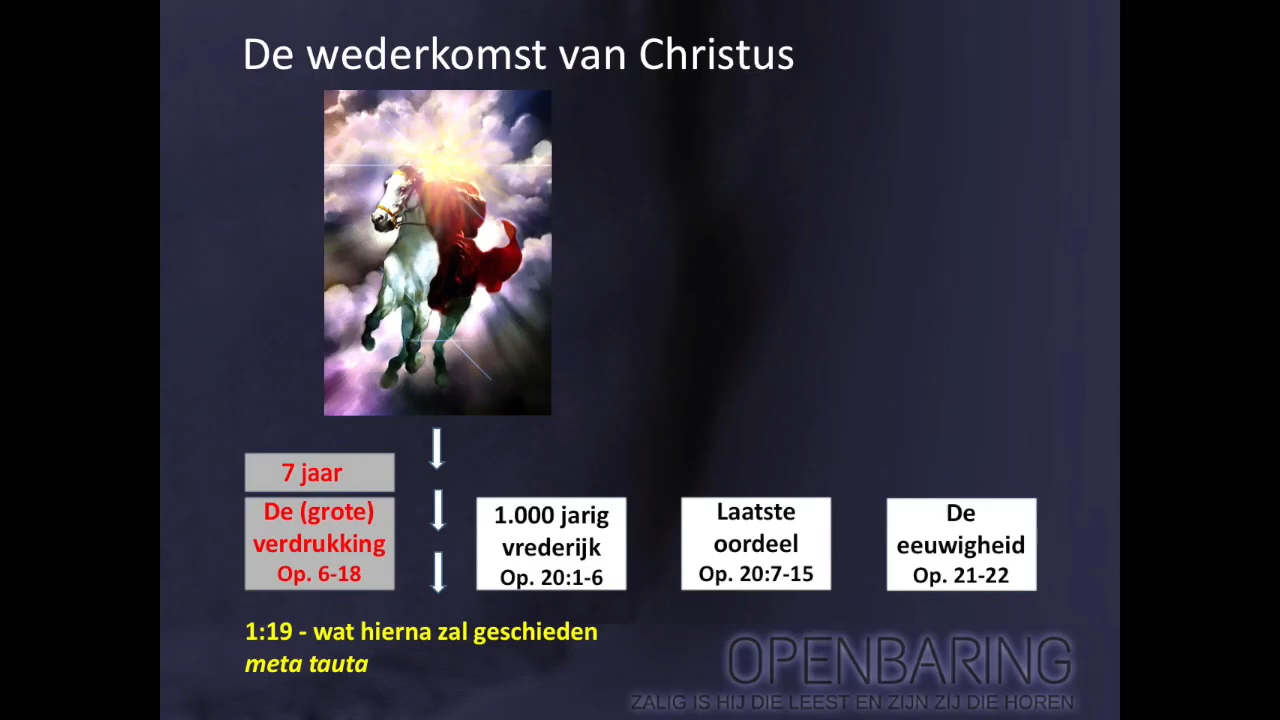 De wederkomst van Christus
7 jaar
De (grote)
verdrukking
Op. 6-18
1.000 jarig
vrederijk
Op. 20:1-6
Laatste
oordeel
Op. 20:7-15
De
eeuwigheid
Op. 21-22
1:19 - wat hierna zal geschieden
meta tauta
OPENBARING
ZALIG IS HIJ DIE LEEST EN ZIJN ZIJ DIE HOREN